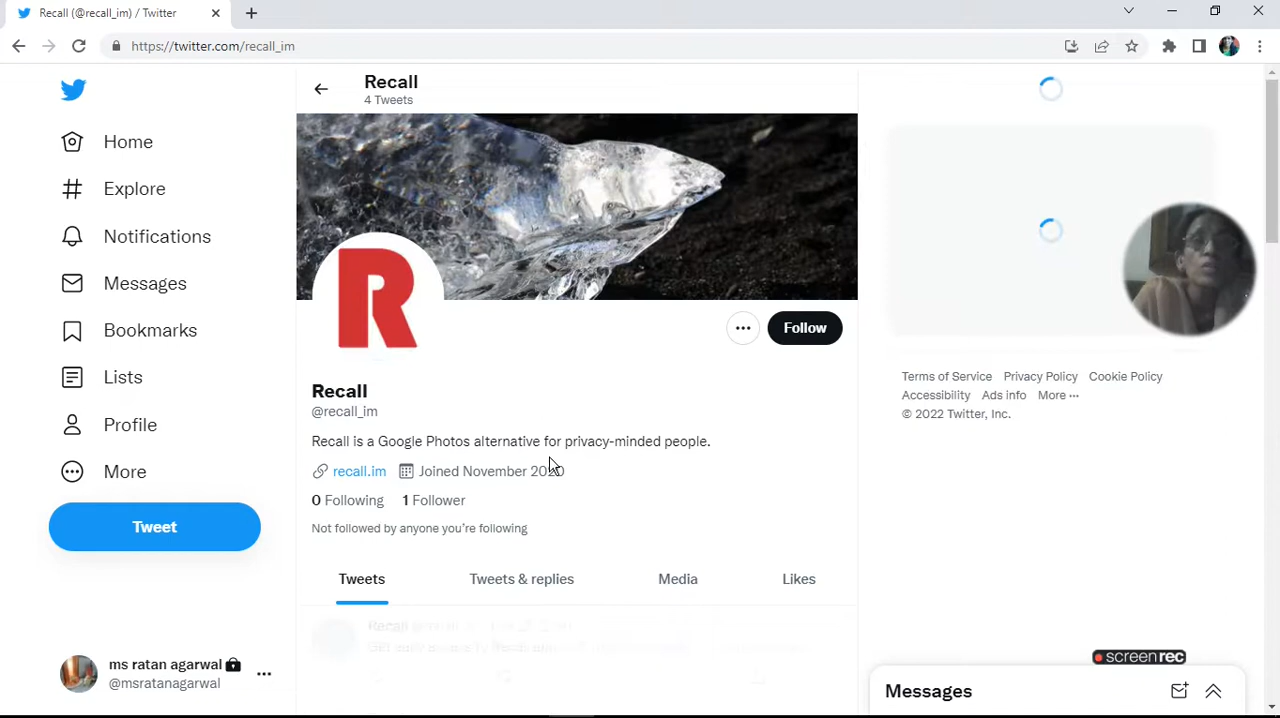 Recall (@recall_im) / Twitter
https://twitter.com/recall_im
Recall
4 Tweets
Home
Explore
Notifications
Messages
Bookmarks
Lists
Profile
More
Tweet
ms ratan agarwal
@msratanagarwal
R
Follow
Recall
@recall_im
Recall is a Google Photos alternative for privacy-minded people.
recall.im Joined November 2020
0 Following 1 Follower
Not followed by anyone you’re following
Tweets Tweets & replies Media Likes
Recall
Terms of Service Privacy Policy Cookie Policy
Accessibility Ads info More ···
© 2022 Twitter, Inc.
screenrec
Messages